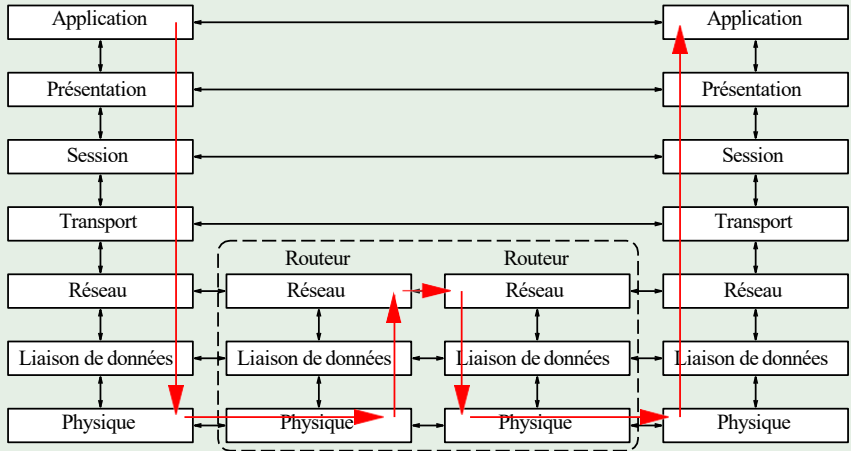 Application Application
Présentation Présentation
Session Session
Transport Transport
Routeur Routeur
Réseau Réseau Réseau Réseau
Liaison de données Liaison de données Liaison de données Liaison de données
Physique Physique Physique Physique